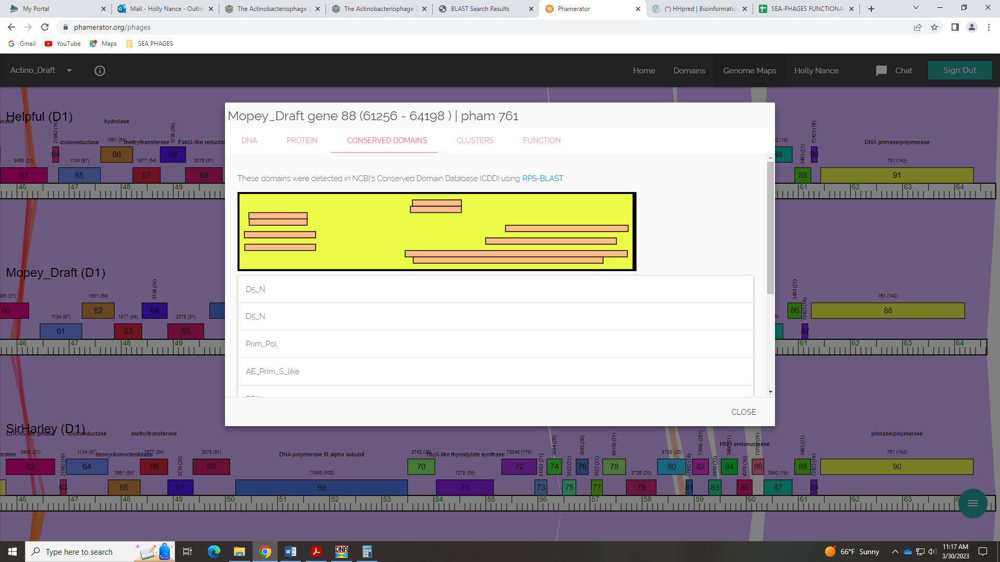 My Portal
Mail - Holly Nance - Outlo
The Actinobacteriophage D
The Actinobacteriophage D
BLAST Search Results
Phamerator
(*) HHpred | Bioinformatics
SEA-PHAGES FUNCTIONAL
phamerator.org/phages
Gmail
YouTube
Maps
SEA PHAGES
Actino_Draft
Home
Domains
Genome Maps
Holly Nance
Chat
Sign Out
Helpful (D1)
hydrolase
27902 (10)
oxidoreductase
1661 (64)
methyltransferase
3736 (20)
FabG-like reducta
3485 (21)
1134 (97)
1877 (54)
2078 (51)
64
66
68
63
65
67
69
46
47
48
49
72423 (19)
DNA primase/polymerase
3403 (21)
761 (142)
88
90
89
91
61
62
63
64
Mopey_Draft gene 88 (61256 - 64198 ) | pham 761
DNA
PROTEIN
CONSERVED DOMAINS
CLUSTERS
FUNCTION
These domains were detected in NCBI's Conserved Domain Database (CDD) using RPS-BLAST.
D5_N
D5_N
Prim_Pol
AE_Prim_S_like
CLOSE
Mopey_Draft (D1)
485 (21)
1661 (64)
3736 (20)
1134 (97)
1877 (54)
2078 (51)
60
62
64
61
63
65
46
47
48
49
3403 (21)
72423 (19)
761 (142)
86
88
87
61
62
63
64
SirHarley (D1)
CDC45-like protein
oxidoreductase
methyltransferase
protein
3485 (21)
1134 (97)
deoxyribonucleotidase
1877 (54)
2078 (51)
DNA polymerase III alpha subunit
3742 (20)
ThyX-like thymidylate synthase
73548 (179)
3694 (20)
3695 (20)
69158 (21)
3735 (20)
73502 (281)
HNH endonuclease
3403 (21)
primase/polymerase
761 (142)
27902 (10)
1661 (64)
3736 (20)
71845 (430)
1275 (85)
61163 (21)
3552 (21)
3527 (21)
3726 (20)
27852 (14)
2559 (33)
4376 (16)
3842 (19)
72423 (19)
62
64
66
68
70
72
74
76
78
80
82
84
86
88
90
63
65
67
69
71
73
75
77
79
81
83
85
87
89
46
47
48
49
50
51
52
53
54
55
56
57
58
59
60
61
62
63
Type here to search
DNA
66°F Sunny
11:17 AM
3/30/2023